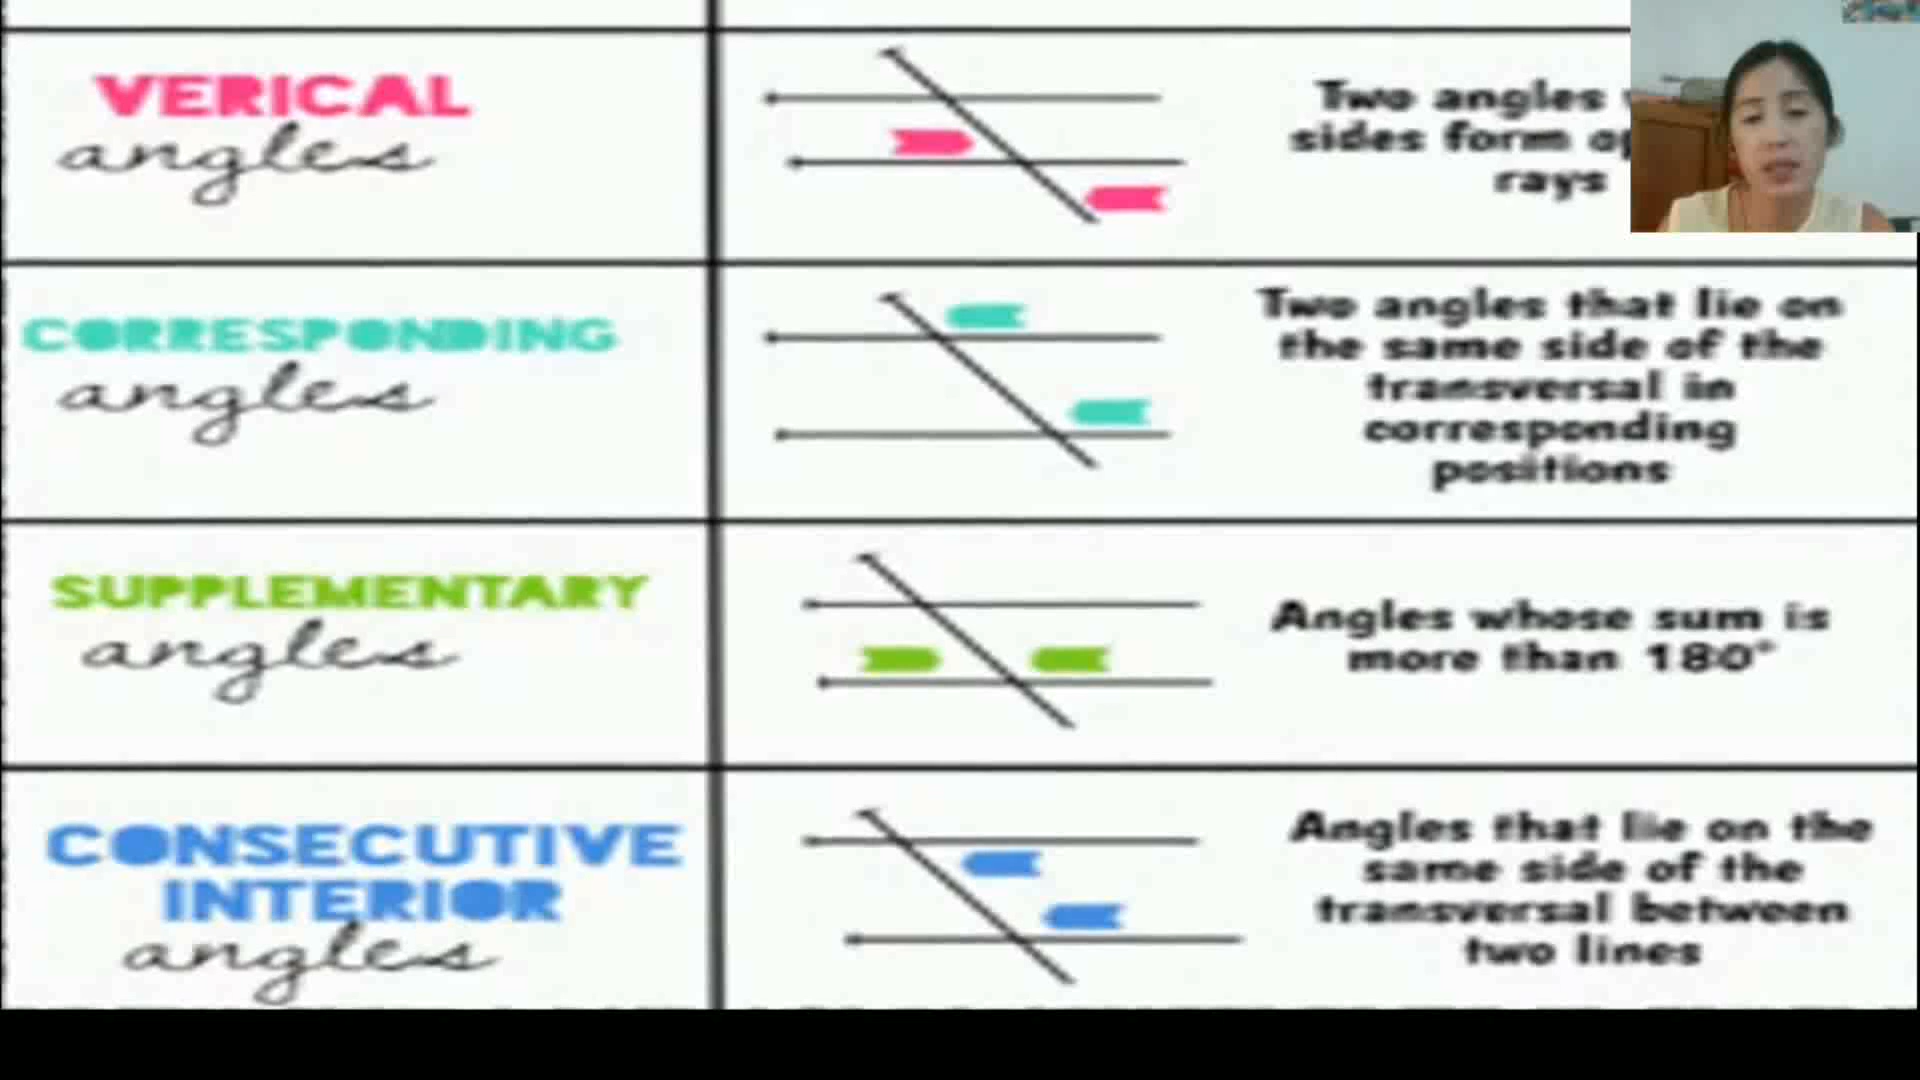 VERICAL
angles
Two angles
sides form
rays
CORRESPONDING
angles
Two angles that lie on
the same side of the
transversal in
corresponding
positions
SUPPLEMENTARY
angles
Angles whose sum is
more than 180°
CONSECUTIVE
INTERIOR
angles
Angles that lie on the
same side of the
transversal between
two lines